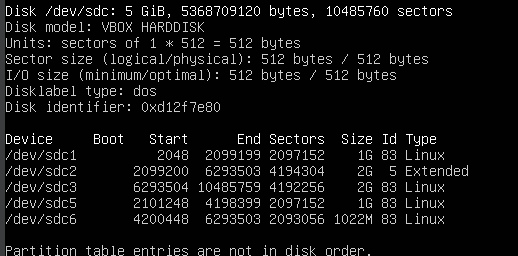 Disk /dev/sdc: 5 GiB, 5368709120 bytes, 10485760 sectors
Disk model: VBOX HARDDISK
Units: sectors of 1 * 512 = 512 bytes
Sector size (logical/physical): 512 bytes / 512 bytes
I/O size (minimum/optimal): 512 bytes / 512 bytes
Disklabel type: dos
Disk identifier: 0xd12f7e80

Device     Boot   Start      End Sectors  Size Id Type
/dev/sdc1          2048  2099199 2097152    1G 83 Linux
/dev/sdc2       2099200  6293503 4194304    2G  5 Extended
/dev/sdc3       6293504 10485759 4192256    2G 83 Linux
/dev/sdc5       2101248  4198399 2097152    1G 83 Linux
/dev/sdc6       4200448  6293503 2093056 1022M 83 Linux

Partition table entries are not in disk order.